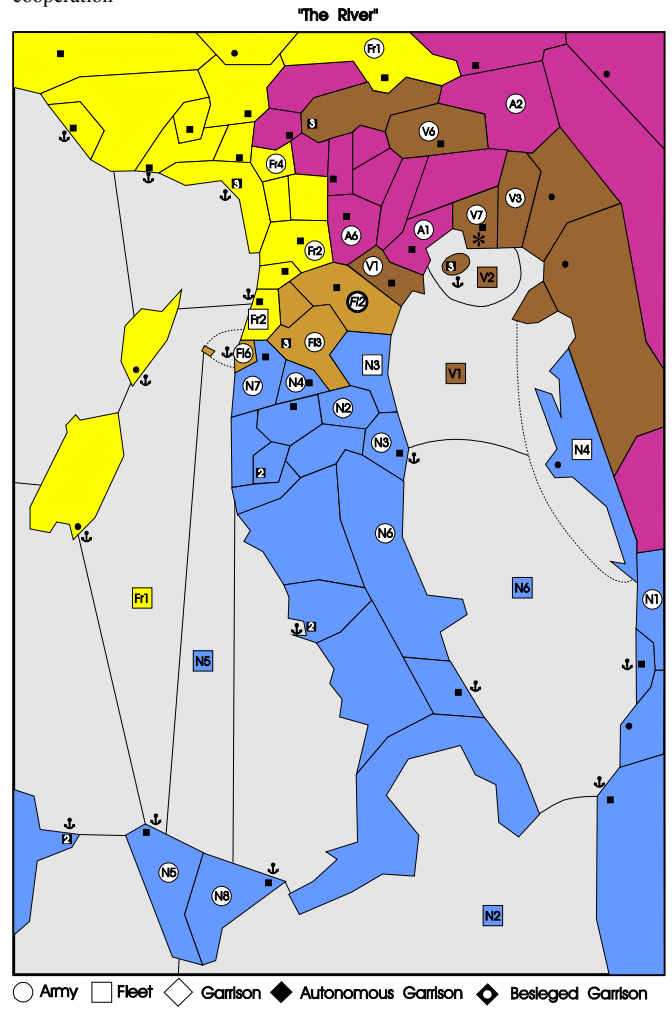 cooperation
"The River"
Fr1
A2
3
V6
Fr4
3
V3
V7
A1
A6
Fr2
V1
3
V2
Fl2
Fr2
Fl3
3
Fl6
N3
V1
N7
N4
N2
N3
N4
2
N6
N6
Fr1
N1
2
N5
2
N5
N8
N2
Army Fleet Garrison Autonomous Garrison Besieged Garrison